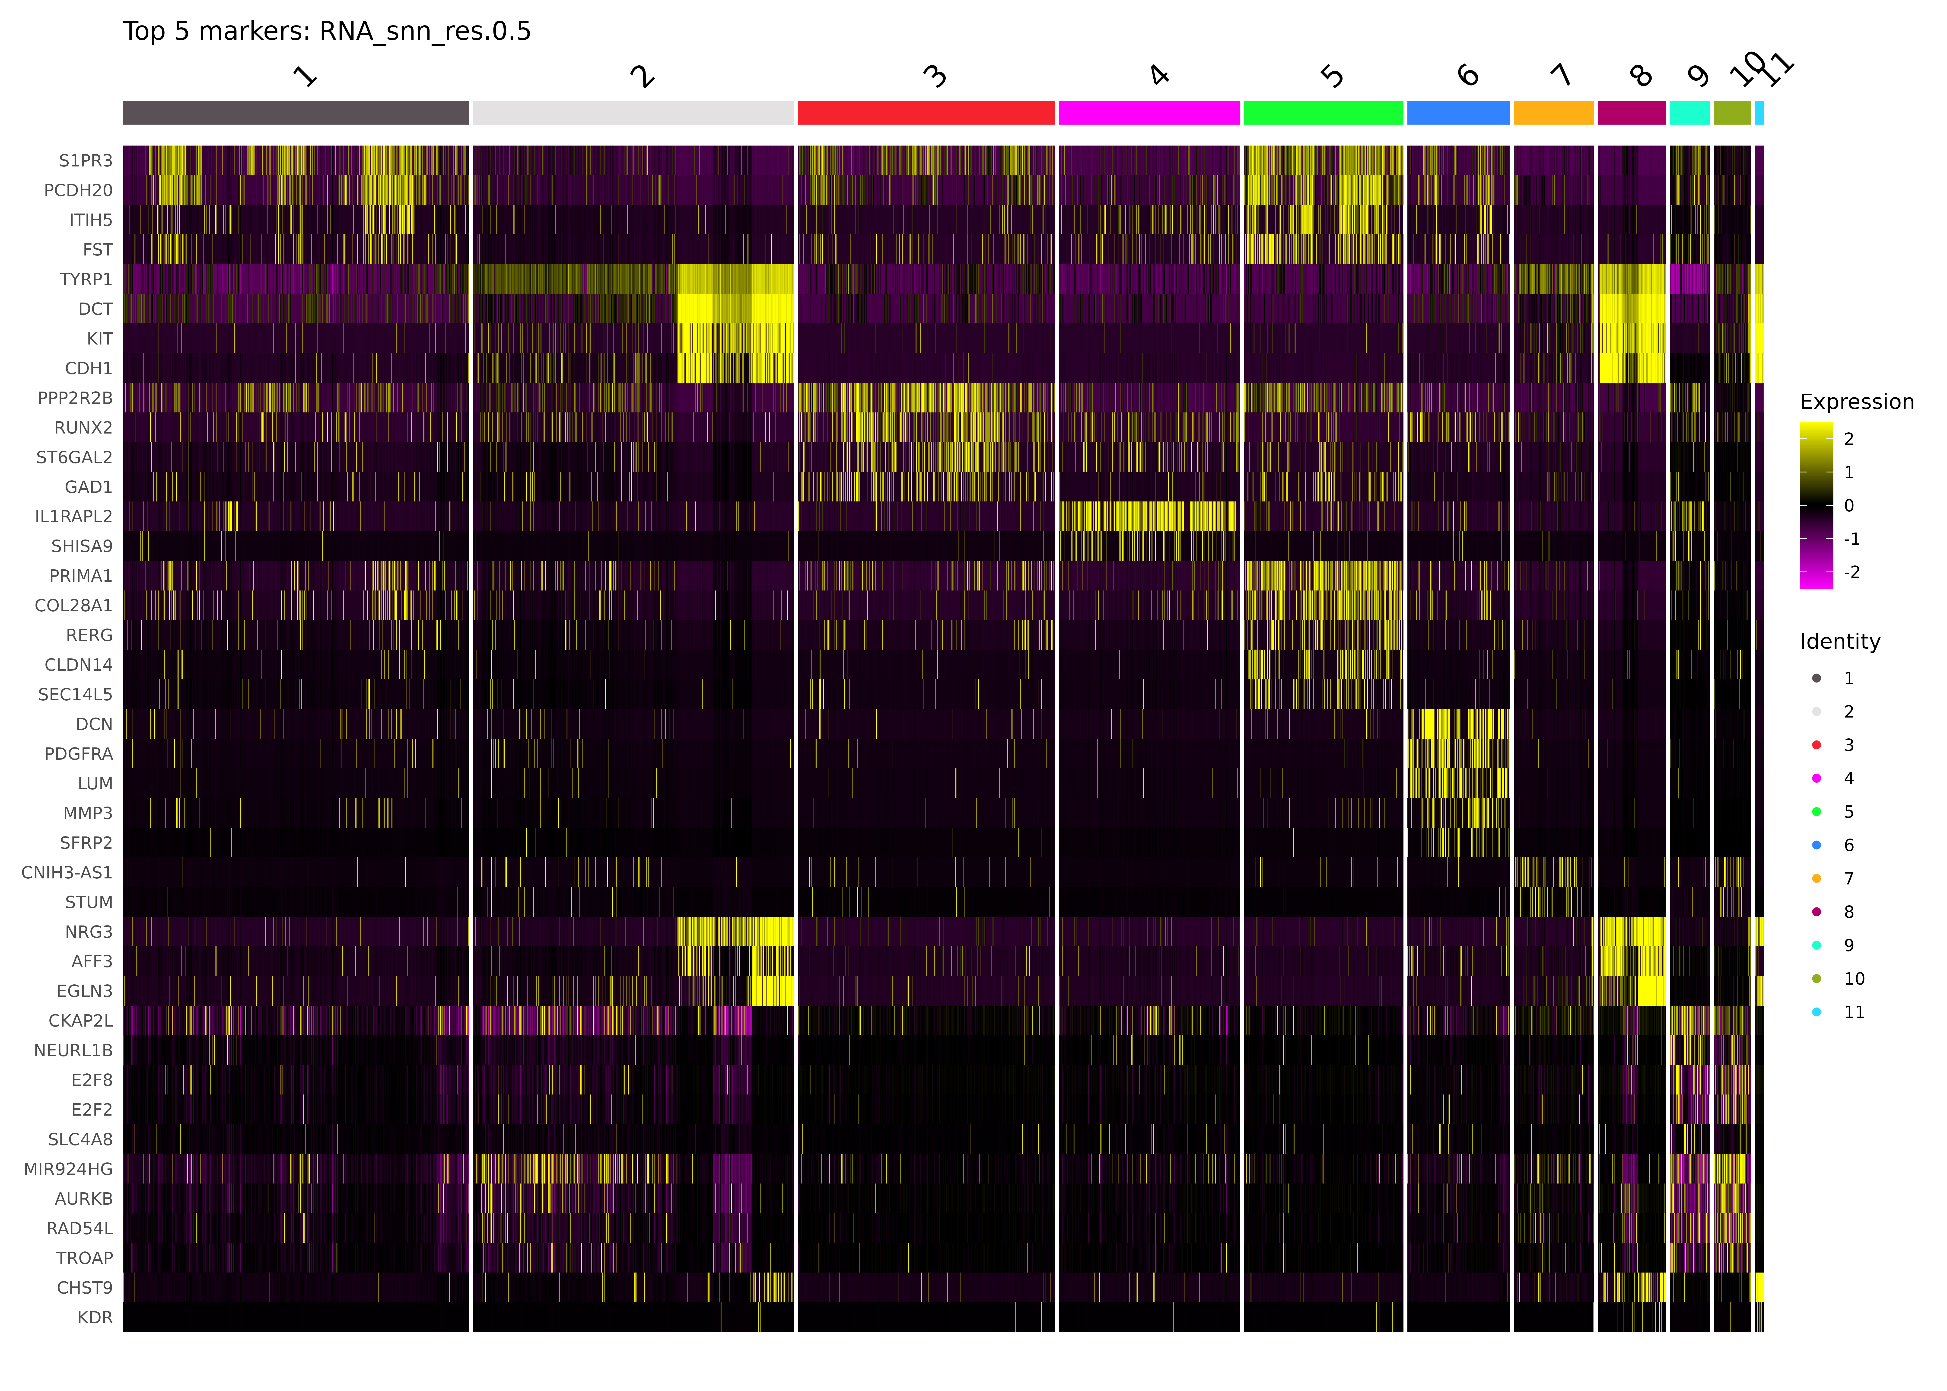 Top 5 markers: RNA_snn_res.0.5
1 2 3 4 5 6 7 8 9 10 11
S1PR3
PCDH20
ITIH5
FST
TYRP1
DCT
KIT
CDH1
PPP2R2B
RUNX2
ST6GAL2
GAD1
IL1RAPL2
SHISA9
PRIMA1
COL28A1
RERG
CLDN14
SEC14L5
DCN
PDGFRA
LUM
MMP3
SFRP2
CNIH3-AS1
STUM
NRG3
AFF3
EGLN3
CKAP2L
NEURL1B
E2F8
E2F2
SLC4A8
MIR924HG
AURKB
RAD54L
TROAP
CHST9
KDR
Expression
2
1
0
-1
-2
Identity
1
2
3
4
5
6
7
8
9
10
11